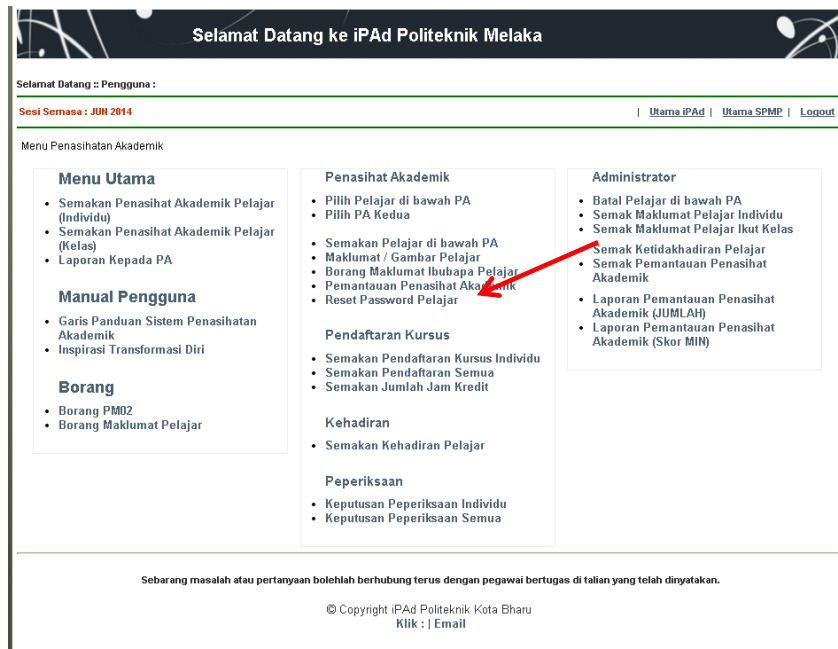 Selamat Datang ke iPAd Politeknik Melaka
Selamat Datang :: Pengguna :
Sesi Semasa : JUN 2014
| Utama iPAd | Utama SPMP | Logout
Menu Penasihatan Akademik
Menu Utama
Semakan Penasihat Akademik Pelajar
(Individu)
Semakan Penasihat Akademik Pelajar
(Kelas)
Laporan Kepada PA
Manual Pengguna
Garis Panduan Sistem Penasihatan
Akademik
Inspirasi Transformasi Diri
Borang
Borang PM02
Borang Maklumat Pelajar
Penasihat Akademik
Pilih Pelajar di bawah PA
Pilih PA Kedua
Semakan Pelajar di bawah PA
Maklumat / Gambar Pelajar
Borang Maklumat Ibubapa Pelajar
Pemantauan Penasihat Akademik
Reset Password Pelajar
Pendaftaran Kursus
Semakan Pendaftaran Kursus Individu
Semakan Pendaftaran Semua
Semakan Jumlah Jam Kredit
Kehadiran
Semakan Kehadiran Pelajar
Peperiksaan
Keputusan Peperiksaan Individu
Keputusan Peperiksaan Semua
Administrator
Batal Pelajar di bawah PA
Semak Maklumat Pelajar Individu
Semak Maklumat Pelajar Ikut Kelas
Semak Ketidakhadiran Pelajar
Semak Pemantauan Penasihat
Akademik
Laporan Pemantauan Penasihat
Akademik (JUMLAH)
Laporan Pemantauan Penasihat
Akademik (Skor MIN)
Sebarang masalah atau pertanyaan bolehlah berhubung terus dengan pegawai bertugas di talian yang telah dinyatakan.
© Copyright iPAd Politeknik Kota Bharu
Klik : | Email